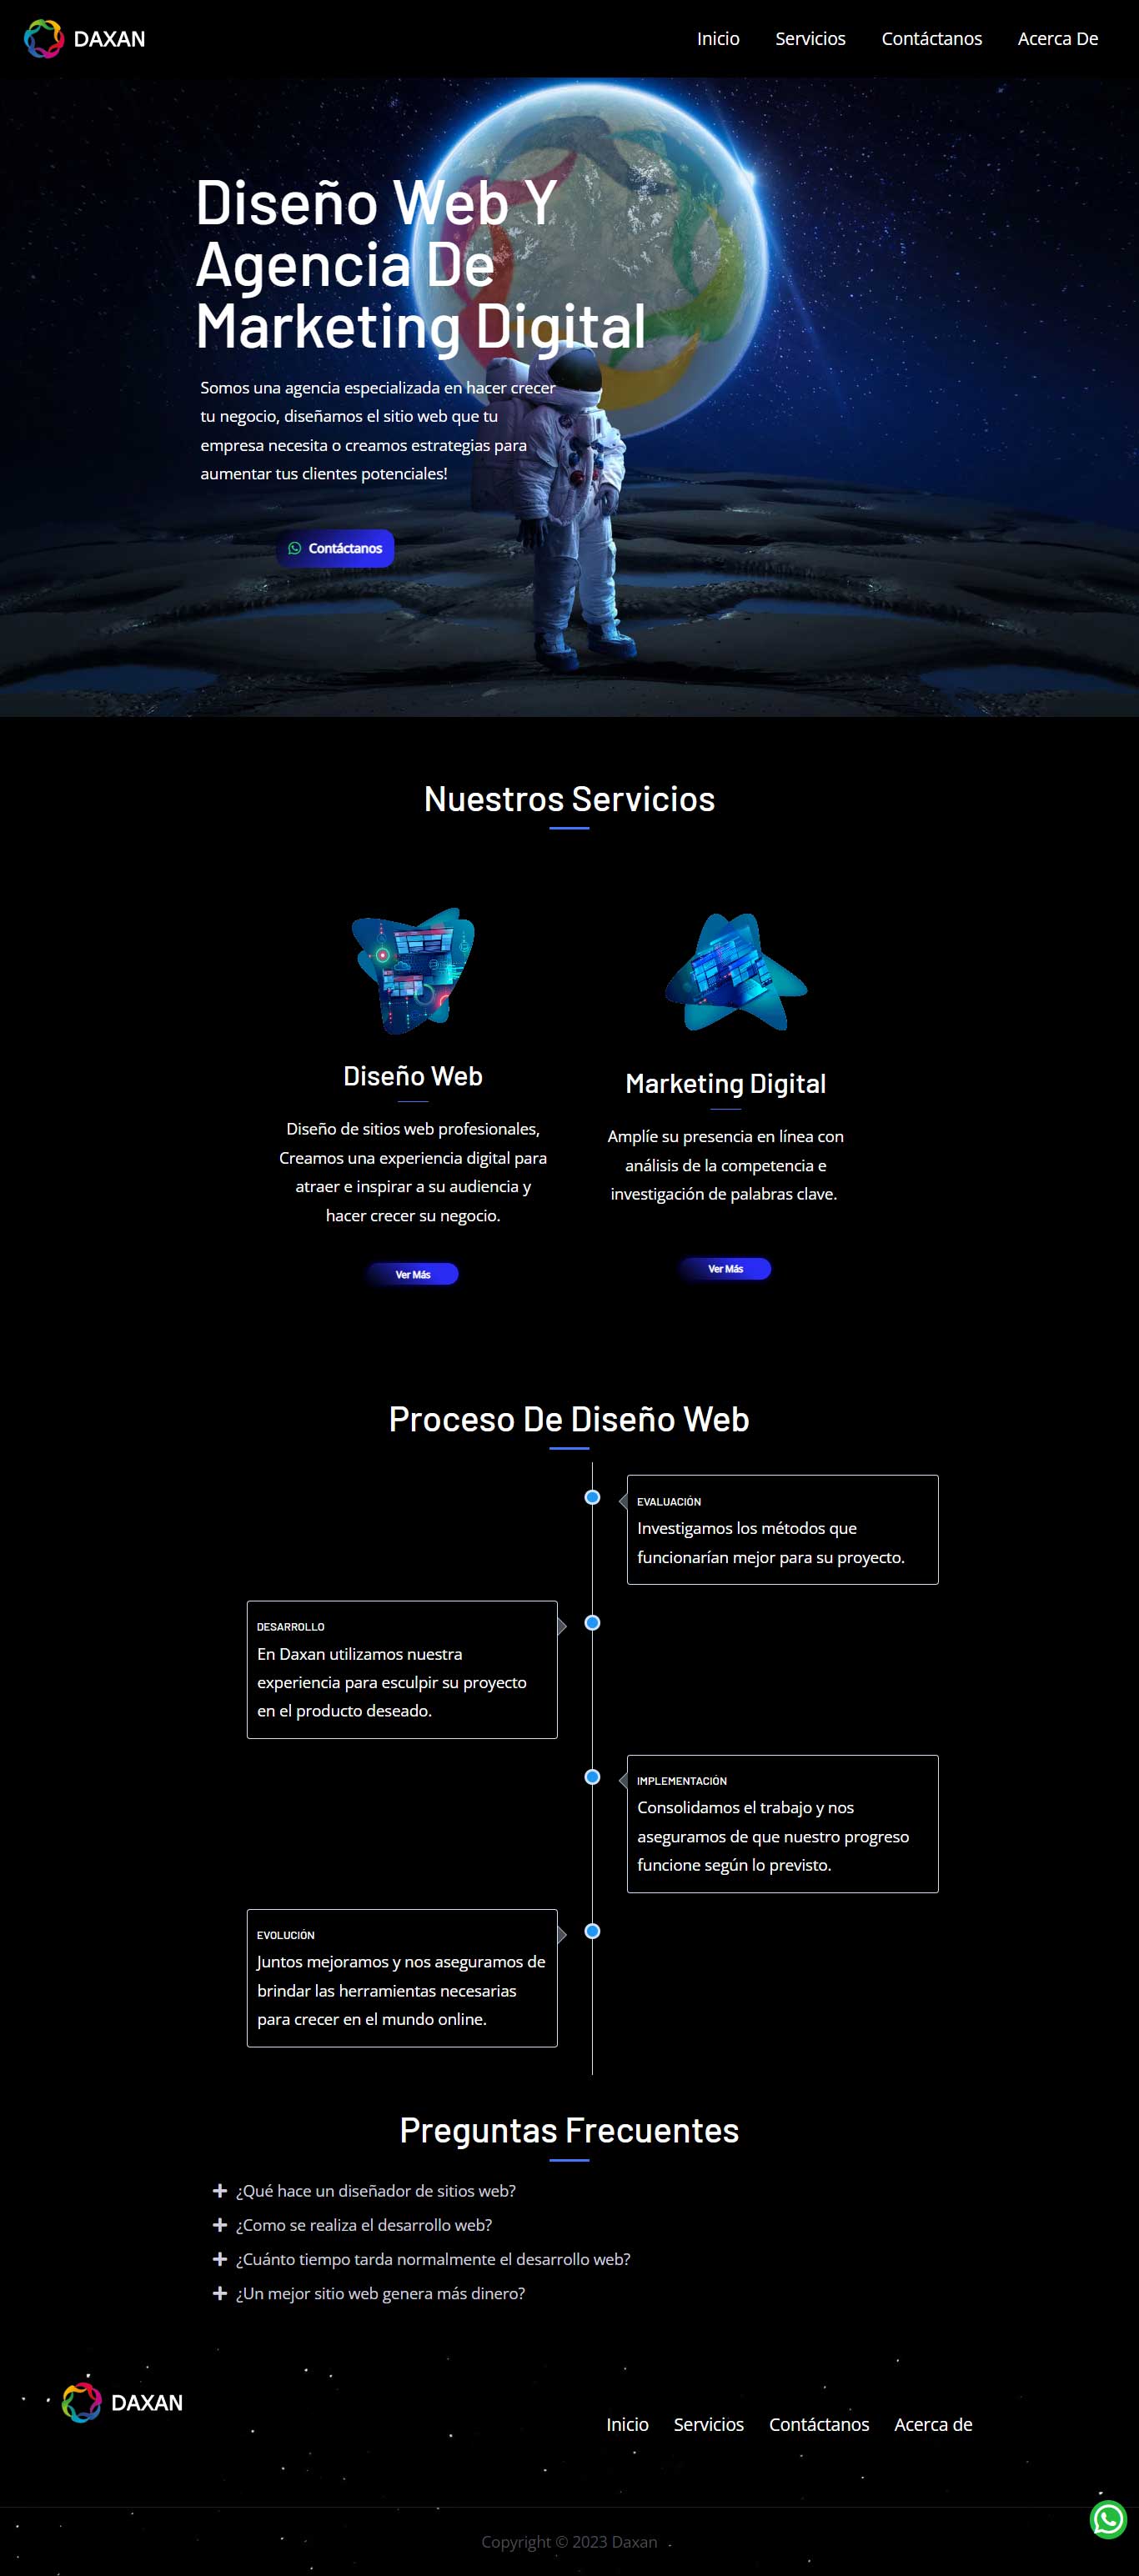 DAXAN
Inicio
Servicios
Contáctanos
Acerca De
Diseño Web Y
Agencia De
Marketing Digital
Somos una agencia especializada en hacer crecer
tu negocio, diseñamos el sitio web que tu
empresa necesita o creamos estrategias para
aumentar tus clientes potenciales!
Contáctanos
Nuestros Servicios
Diseño Web
Diseño de sitios web profesionales,
Creamos una experiencia digital para
atraer e inspirar a su audiencia y
hacer crecer su negocio.
Ver Más
Marketing Digital
Amplíe su presencia en línea con
análisis de la competencia e
investigación de palabras clave.
Ver Más
Proceso De Diseño Web
EVALUACIÓN
Investigamos los métodos que
funcionarían mejor para su proyecto.
DESARROLLO
En Daxan utilizamos nuestra
experiencia para esculpir su proyecto
en el producto deseado.
IMPLEMENTACIÓN
Consolidamos el trabajo y nos
aseguramos de que nuestro progreso
funcione según lo previsto.
EVOLUCIÓN
Juntos mejoramos y nos aseguramos de
brindar las herramientas necesarias
para crecer en el mundo online.
Preguntas Frecuentes
¿Qué hace un diseñador de sitios web?
¿Como se realiza el desarrollo web?
¿Cuánto tiempo tarda normalmente el desarrollo web?
¿Un mejor sitio web genera más dinero?
DAXAN
Inicio
Servicios
Contáctanos
Acerca de
Copyright © 2023 Daxan